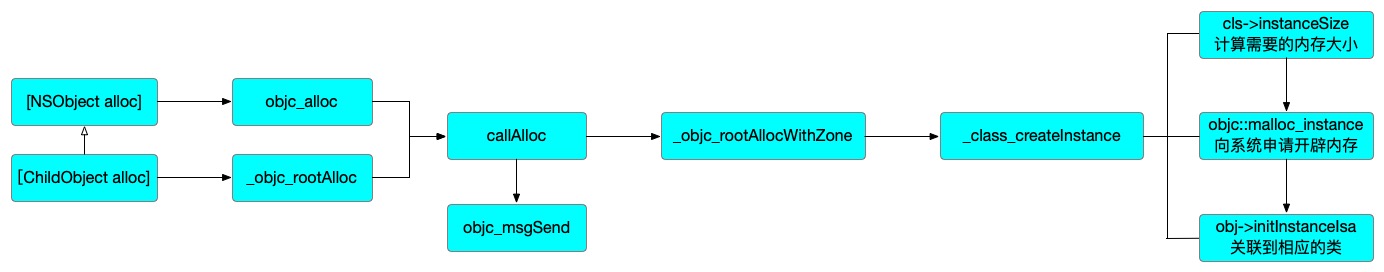 [NSObject alloc]
objc_alloc
[ChildObject alloc]
_objc_rootAlloc
callAlloc
objc_msgSend
_objc_rootAllocWithZone
_class_createInstance
cls->instanceSize
计算需要的内存大小
objc::malloc_instance
向系统申请开辟内存
obj->initInstanceIsa
关联到相应的类